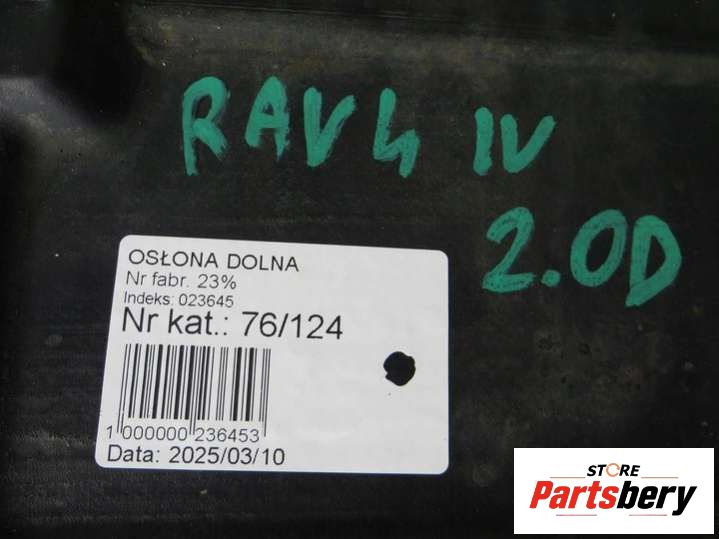 RAV4 IV
2.0D
OSŁONA DOLNA
Nr fabr. 23%
Indeks: 023645
Nr kat.: 76/124
1 000000 236453
Data: 2025/03/10
STORE
Partsbery